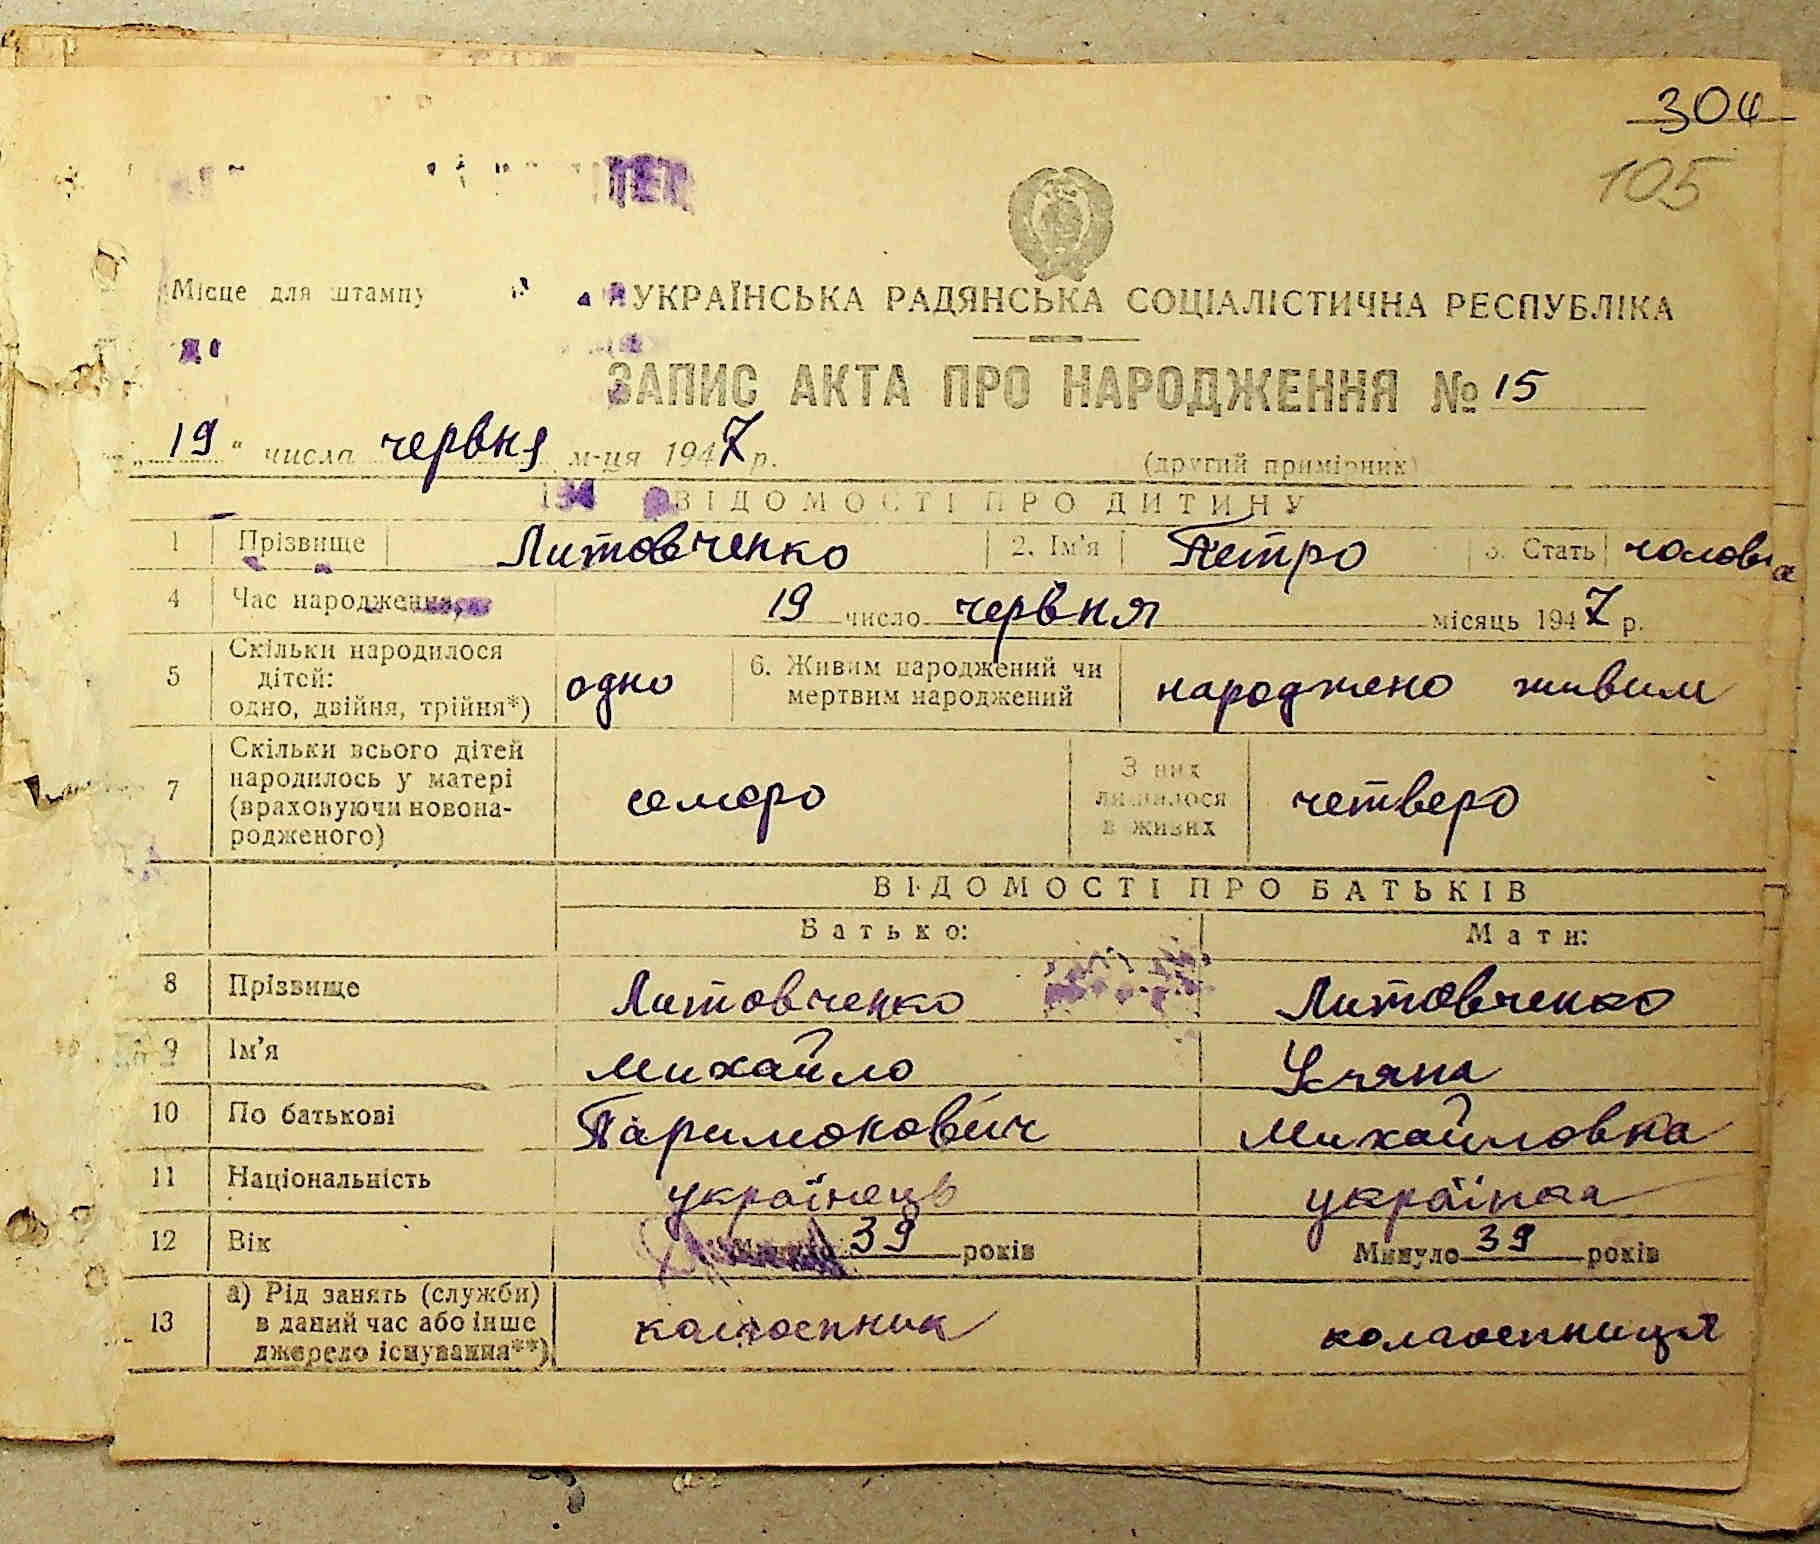 304
105
Місце для штампу
УКРАЇНСЬКА РАДЯНСЬКА СОЦІАЛІСТИЧНА РЕСПУБЛІКА
ЗАПИС АКТА ПРО НАРОДЖЕННЯ № 15
„19“ числа червня м-ця 1947 р.
(другий примірник)
ВІДОМОСТІ ПРО ДИТИНУ
1 Прізвище Литовченко 2. Ім'я Петро 3. Стать
4 Час народження, 19 число червня місяць 1947 р.
5 Скільки народилося дітей: одно, двійня, трійня*) одно 6. Живим народжений чи мертвим народжений народжено живим
7 Скільки всього дітей народилось у матері (враховуючи новонародженого) семеро З них лишилося в живих четверо
ВІДОМОСТІ ПРО БАТЬКІВ
Батько: Мати:
8 Прізвище Литовченко Литовченко
9 Ім'я Михайло Уляна
10 По батькові Паримонович Михайловна
11 Національність українець українка
12 Вік Минуло 39 років Минуло 39 років
13 а) Рід занять (служби) в даний час або інше джерело існування**) колгоспник колгоспниця